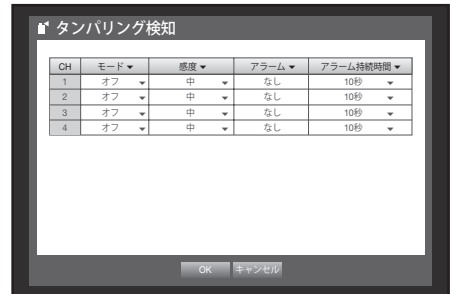 タンパリング検知
CH モード 感度 アラーム アラーム持続時間
1 オフ 中 なし 10秒
2 オフ 中 なし 10秒
3 オフ 中 なし 10秒
4 オフ 中 なし 10秒
OK キャンセル